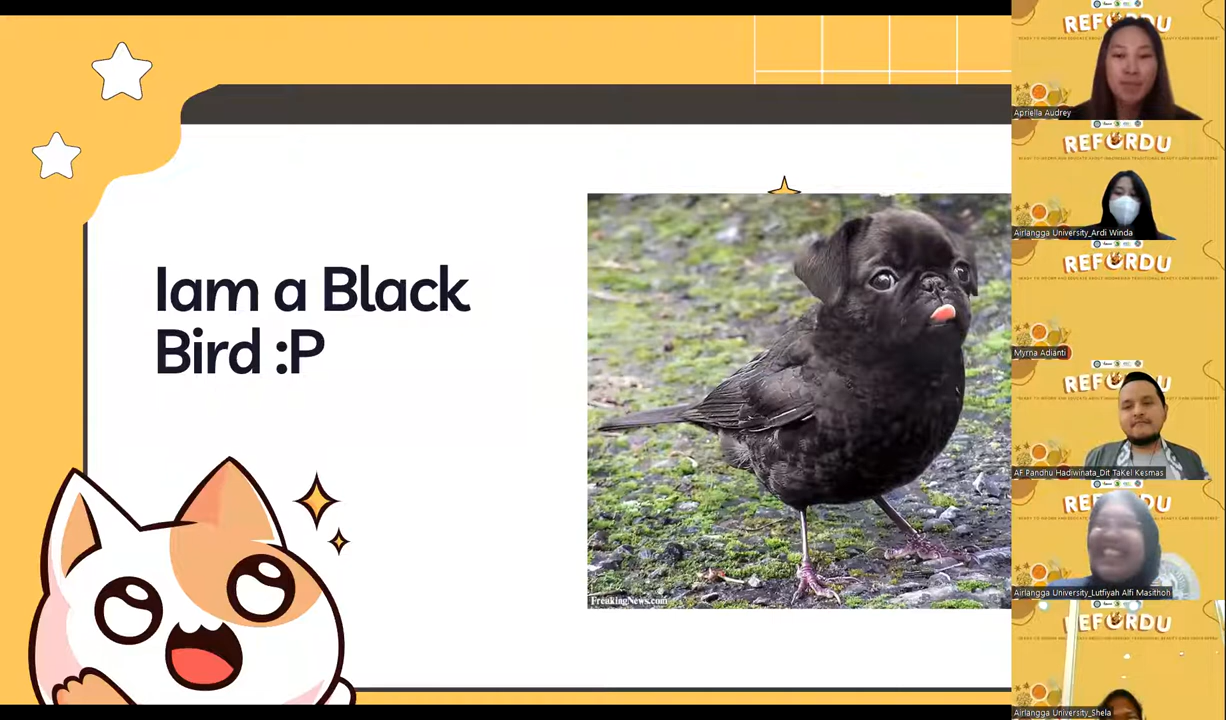 Iam a Black
Bird :P
FreakingNews.com
REFORDU
Apriella Audrey
REFORDU
Airlangga University_Ardi Winda
REFORDU
Myrna Adianti
REFORDU
AF Pandhu Hadiwinata_Dit TaKel Kesmas
REFORDU
Airlangga University_Lutfiyah Alfi Masithoh
REFORDU
Airlangga University_Shela